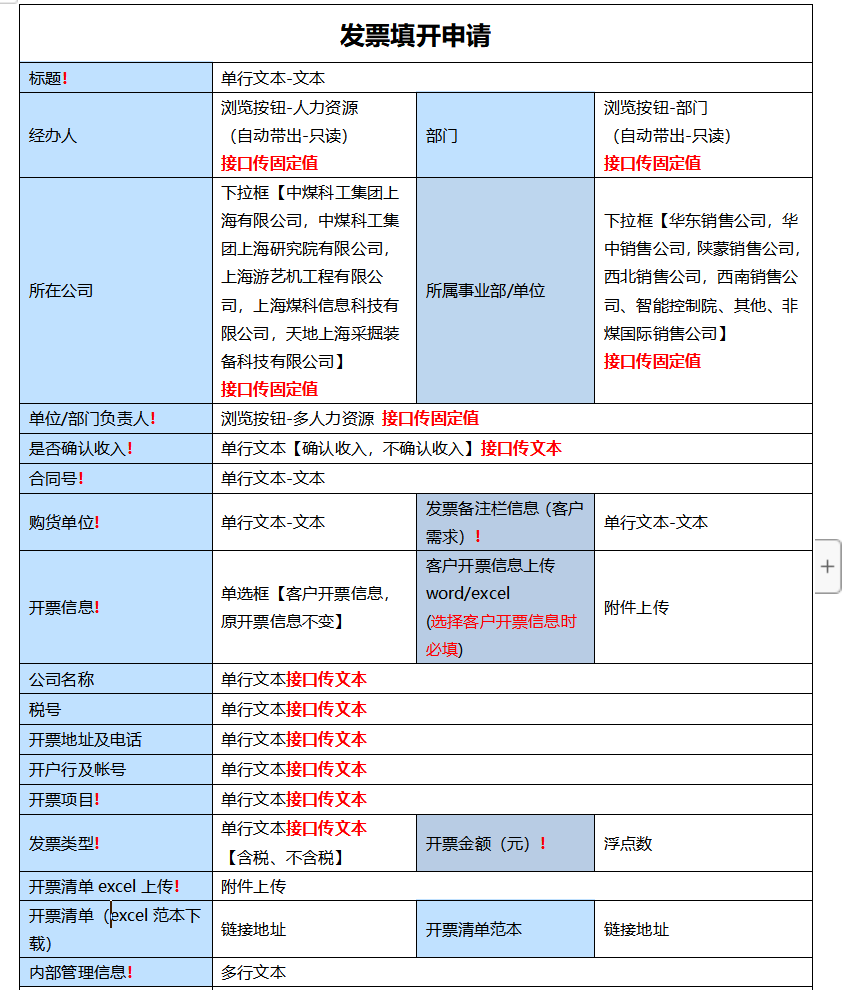 发票填开申请
标题!
单行文本-文本
经办人
浏览按钮-人力资源
（自动带出-只读）
接口传固定值
部门
浏览按钮-部门
（自动带出-只读）
接口传固定值
所在公司
下拉框【中煤科工集团上
海有限公司，中煤科工集
团上海研究院有限公司，
上海游艺机工程有限公
司，上海煤科信息科技有
限公司，天地上海采掘装
备科技有限公司】
接口传固定值
所属事业部/单位
下拉框【华东销售公司，华
中销售公司，陕蒙销售公司，
西北销售公司，西南销售公
司、智能控制院、其他、非
煤国际销售公司】
接口传固定值
单位/部门负责人!
浏览按钮-多人力资源 接口传固定值
是否确认收入!
单行文本【确认收入，不确认收入】接口传文本
合同号!
单行文本-文本
购货单位!
单行文本-文本
发票备注栏信息（客户
需求）!
单行文本-文本
开票信息!
单选框【客户开票信息，
原开票信息不变】
客户开票信息上传
word/excel
(选择客户开票信息时
必填)
附件上传
公司名称
单行文本接口传文本
税号
单行文本接口传文本
开票地址及电话
单行文本接口传文本
开户行及帐号
单行文本接口传文本
开票项目!
单行文本接口传文本
发票类型!
单行文本接口传文本
【含税、不含税】
开票金额（元）!
浮点数
开票清单 excel 上传!
附件上传
开票清单（excel 范本下
载）
链接地址
开票清单范本
链接地址
内部管理信息!
多行文本